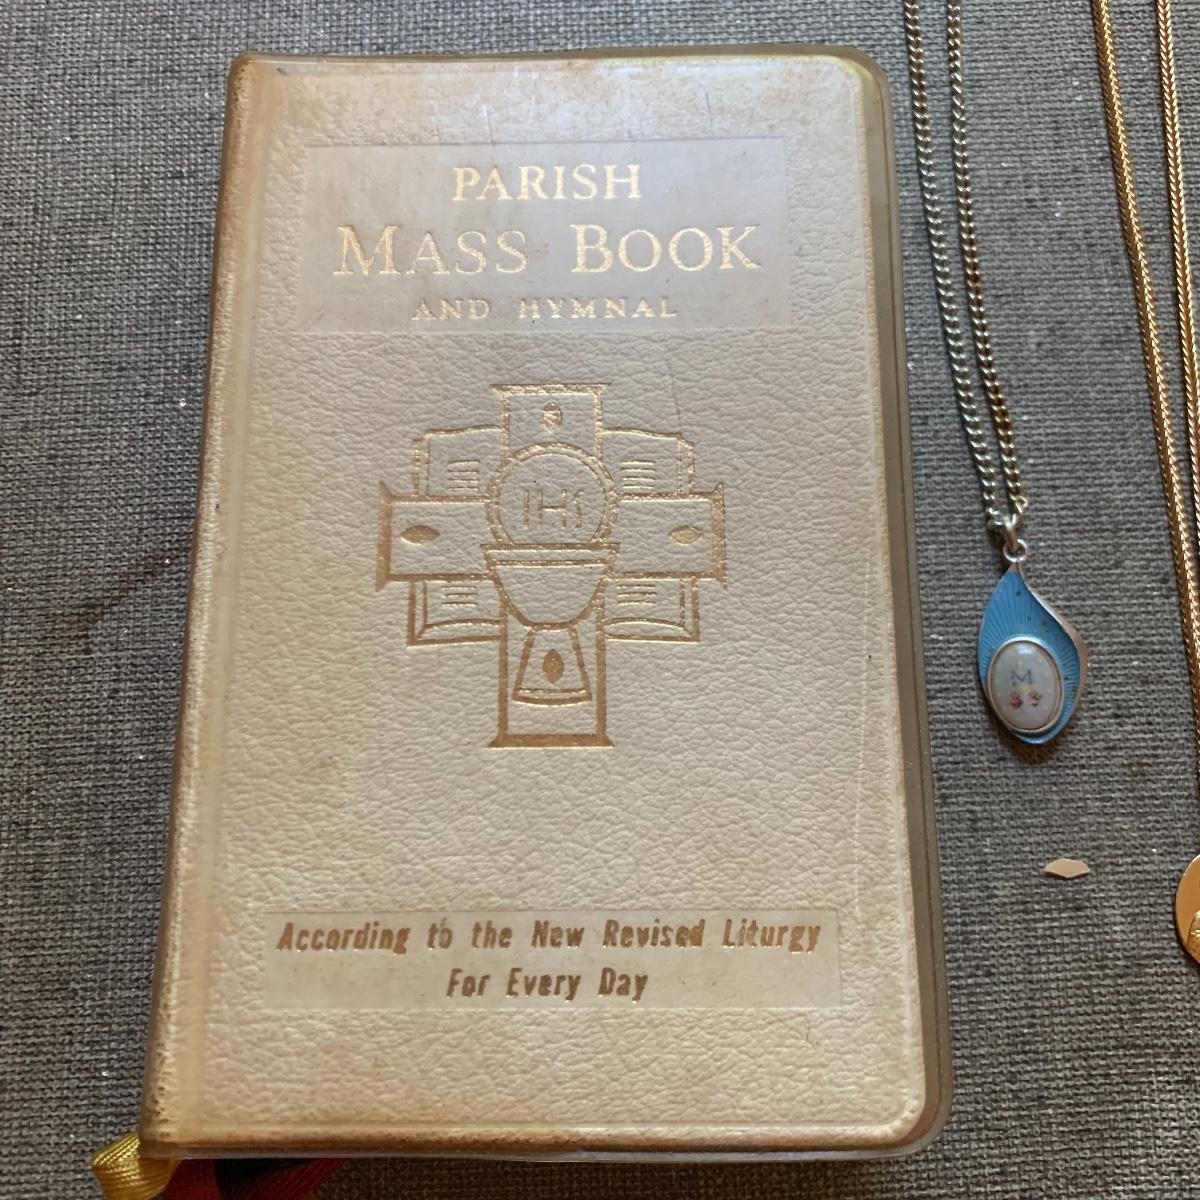 PARISH
MASS BOOK
AND HYMNAL
IHS
According to the New Revised Liturgy
For Every Day
M